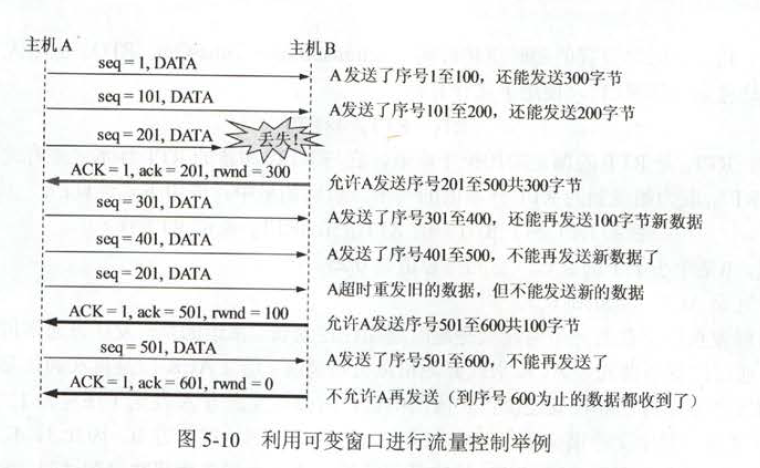 主机A 主机B
seq = 1, DATA A发送了序号1至100，还能发送300字节
seq = 101, DATA A发送了序号101至200，还能发送200字节
seq = 201, DATA 丢失！
ACK = 1, ack = 201, rwnd = 300 允许A发送序号201至500共300字节
seq = 301, DATA A发送了序号301至400，还能再发送100字节新数据
seq = 401, DATA A发送了序号401至500，不能再发送新数据了
seq = 201, DATA A超时重发旧的数据，但不能发送新的数据
ACK = 1, ack = 501, rwnd = 100 允许A发送序号501至600共100字节
seq = 501, DATA A发送了序号501至600，不能再发送了
ACK = 1, ack = 601, rwnd = 0 不允许A再发送（到序号600为止的数据都收到了）
图 5-10 利用可变窗口进行流量控制举例